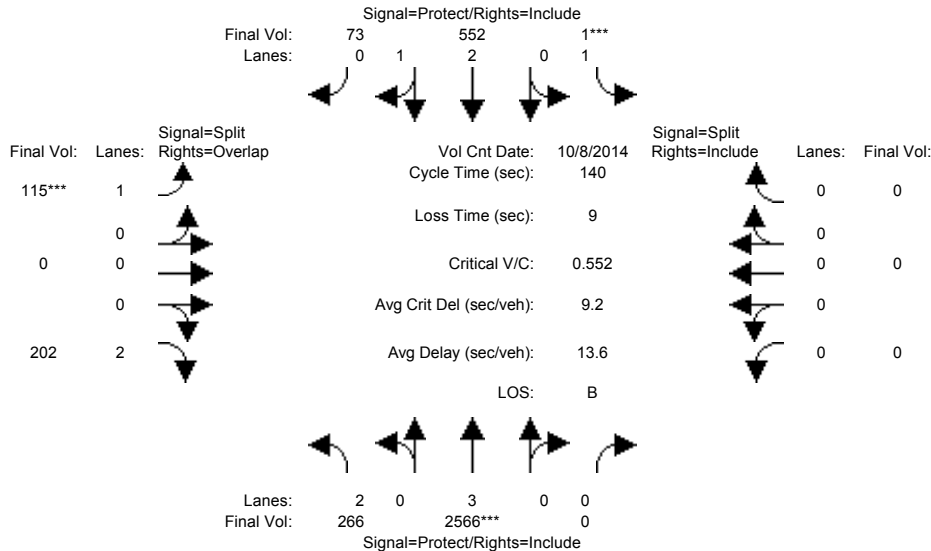 Signal=Protect/Rights=Include
Final Vol: 73 552 1***
Lanes: 0 1 2 0 1
Signal=Split
Final Vol: Lanes: Rights=Overlap
Vol Cnt Date: 10/8/2014
Signal=Split
Rights=Include Lanes: Final Vol:
Cycle Time (sec): 140
115*** 1 0 0
Loss Time (sec): 9
0 0
0 0 Critical V/C: 0.552 0 0
0 Avg Crit Del (sec/veh): 9.2 0
202 2 Avg Delay (sec/veh): 13.6 0 0
LOS: B
Lanes: 2 0 3 0 0
Final Vol: 266 2566*** 0
Signal=Protect/Rights=Include